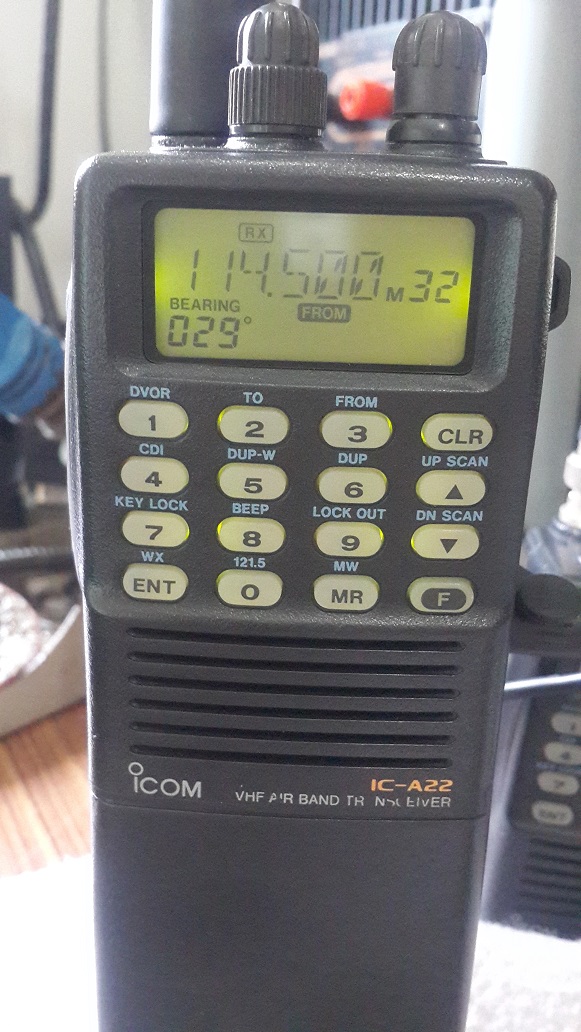 RX
114.500 M 32
BEARING FROM
029°
DVOR TO FROM
1 2 3 CLR
CDI DUP-W DUP UP SCAN
4 5 6 ▲
KEY LOCK BEEP LOCK OUT DN SCAN
7 8 9 ▼
WX 121.5 MW
ENT 0 MR F
ICOM IC-A22
VHF AIR BAND TRANSCEIVER